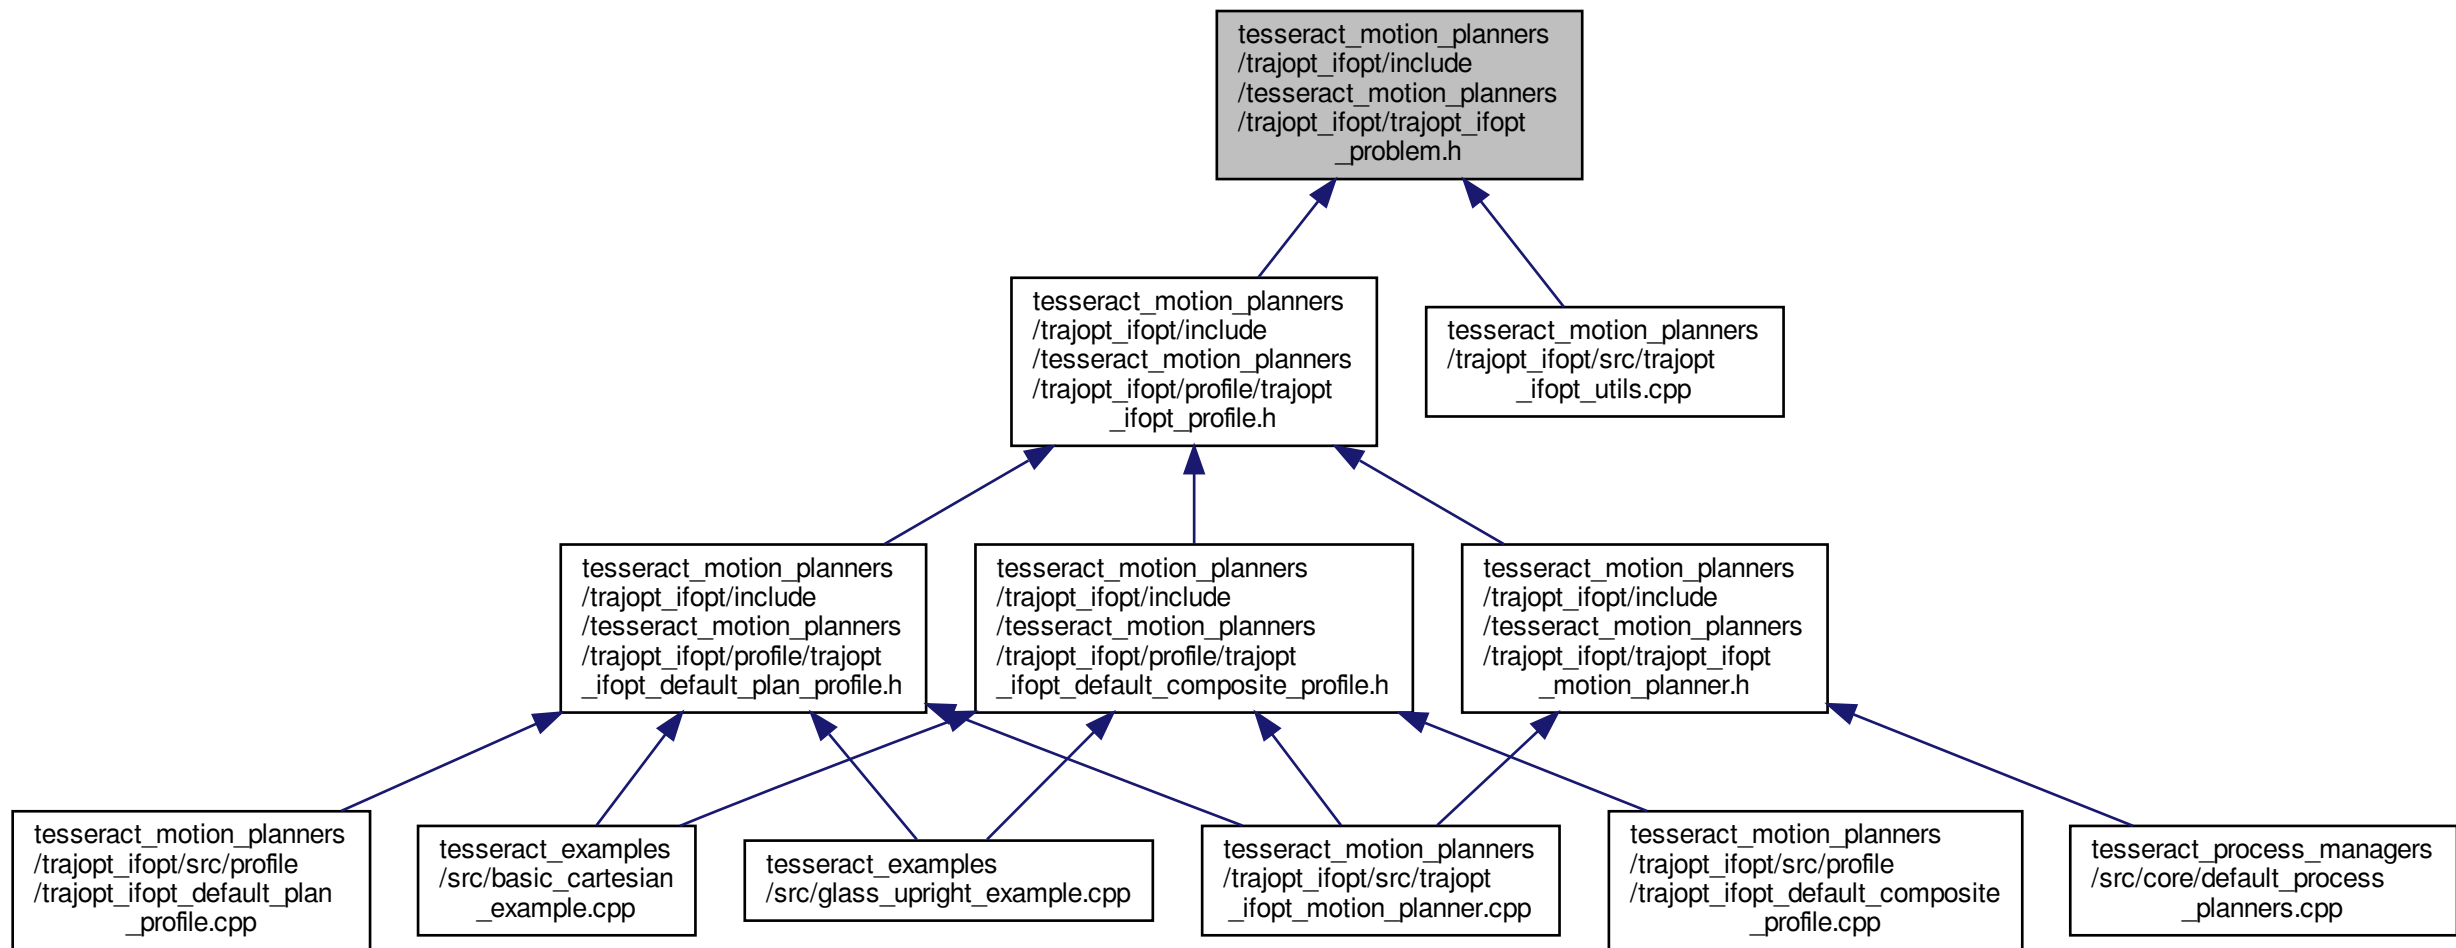 tesseract_motion_planners
/trajopt_ifopt/include
/tesseract_motion_planners
/trajopt_ifopt/trajopt_ifopt
_problem.h
tesseract_motion_planners
/trajopt_ifopt/include
/tesseract_motion_planners
/trajopt_ifopt/profile/trajopt
_ifopt_profile.h
tesseract_motion_planners
/trajopt_ifopt/src/trajopt
_ifopt_utils.cpp
tesseract_motion_planners
/trajopt_ifopt/include
/tesseract_motion_planners
/trajopt_ifopt/profile/trajopt
_ifopt_default_plan_profile.h
tesseract_motion_planners
/trajopt_ifopt/include
/tesseract_motion_planners
/trajopt_ifopt/profile/trajopt
_ifopt_default_composite_profile.h
tesseract_motion_planners
/trajopt_ifopt/include
/tesseract_motion_planners
/trajopt_ifopt/trajopt_ifopt
_motion_planner.h
tesseract_motion_planners
/trajopt_ifopt/src/profile
/trajopt_ifopt_default_plan
_profile.cpp
tesseract_examples
/src/basic_cartesian
_example.cpp
tesseract_examples
/src/glass_upright_example.cpp
tesseract_motion_planners
/trajopt_ifopt/src/trajopt
_ifopt_motion_planner.cpp
tesseract_motion_planners
/trajopt_ifopt/src/profile
/trajopt_ifopt_default_composite
_profile.cpp
tesseract_process_managers
/src/core/default_process
_planners.cpp